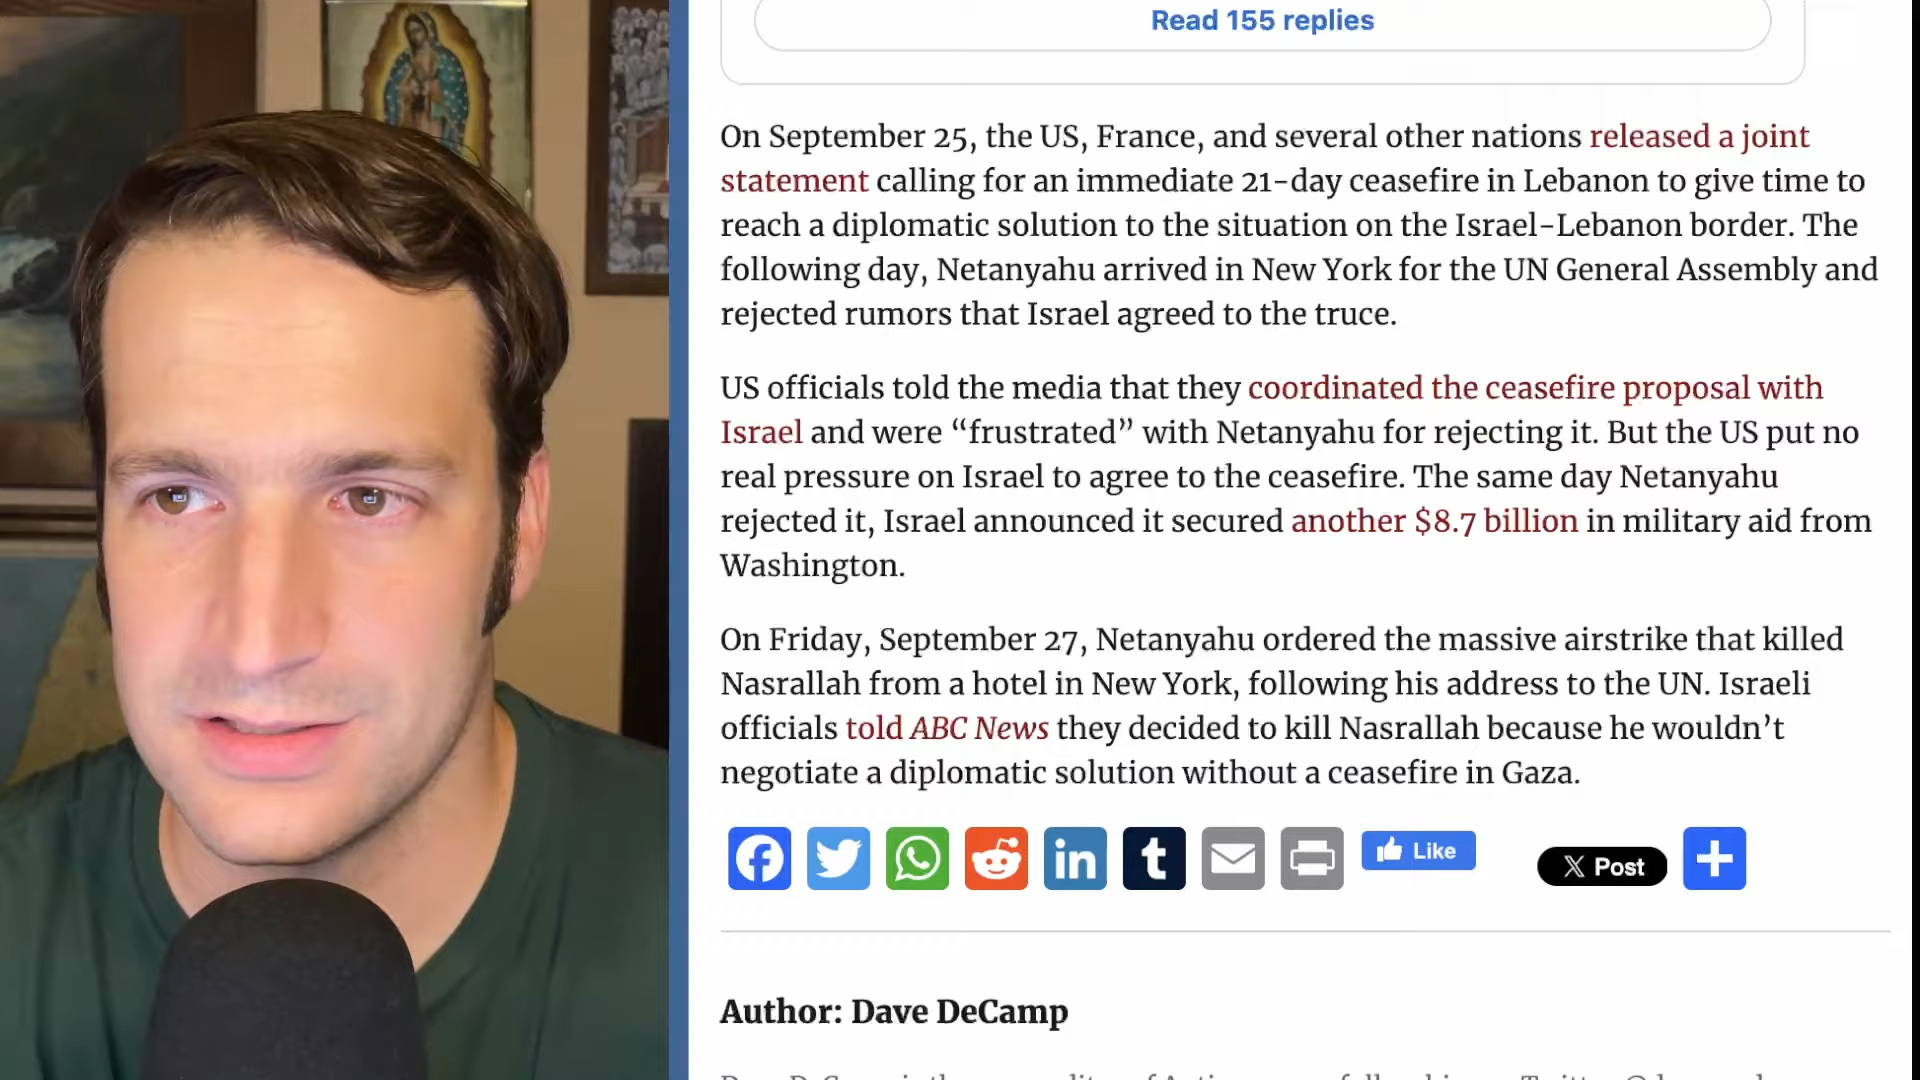 Read 155 replies
On September 25, the US, France, and several other nations released a joint
statement calling for an immediate 21-day ceasefire in Lebanon to give time to
reach a diplomatic solution to the situation on the Israel-Lebanon border. The
following day, Netanyahu arrived in New York for the UN General Assembly and
rejected rumors that Israel agreed to the truce.
US officials told the media that they coordinated the ceasefire proposal with
Israel and were “frustrated” with Netanyahu for rejecting it. But the US put no
real pressure on Israel to agree to the ceasefire. The same day Netanyahu
rejected it, Israel announced it secured another $8.7 billion in military aid from
Washington.
On Friday, September 27, Netanyahu ordered the massive airstrike that killed
Nasrallah from a hotel in New York, following his address to the UN. Israeli
officials told ABC News they decided to kill Nasrallah because he wouldn’t
negotiate a diplomatic solution without a ceasefire in Gaza.
Like
X Post
Author: Dave DeCamp